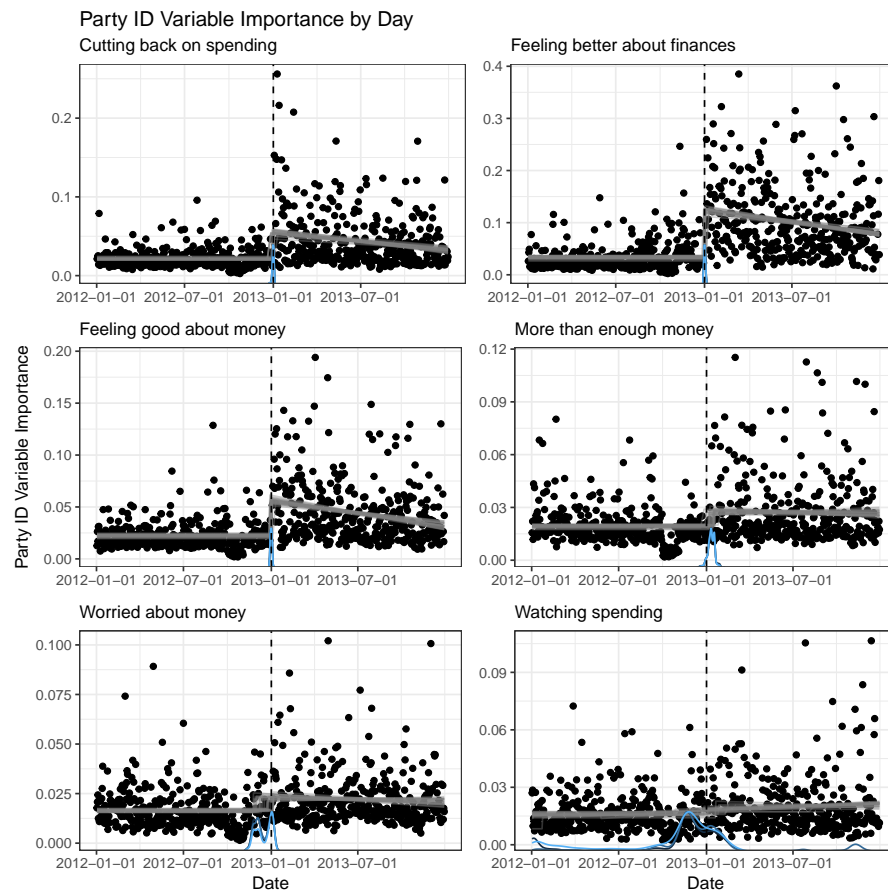 Party ID Variable Importance by Day
Cutting back on spending
Feeling better about finances
0.2
0.1
0.0
0.4
0.3
0.2
0.1
0.0
2012−01−01 2012−07−01 2013−01−01 2013−07−01
2012−01−01 2012−07−01 2013−01−01 2013−07−01
Feeling good about money
More than enough money
Party ID Variable Importance
0.20
0.15
0.10
0.05
0.00
0.12
0.09
0.06
0.03
0.00
2012−01−01 2012−07−01 2013−01−01 2013−07−01
2012−01−01 2012−07−01 2013−01−01 2013−07−01
Worried about money
Watching spending
0.100
0.075
0.050
0.025
0.000
0.09
0.06
0.03
0.00
2012−01−01 2012−07−01 2013−01−01 2013−07−01
2012−01−01 2012−07−01 2013−01−01 2013−07−01
Date
Date